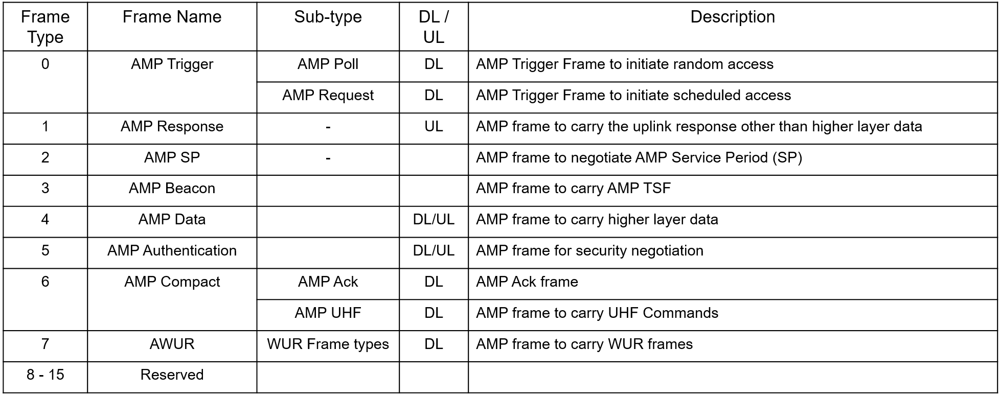 Frame Type | Frame Name | Sub-type | DL / UL | Description
0 | AMP Trigger | AMP Poll | DL | AMP Trigger Frame to initiate random access
AMP Request | DL | AMP Trigger Frame to initiate scheduled access
1 | AMP Response | - | UL | AMP frame to carry the uplink response other than higher layer data
2 | AMP SP | - | | AMP frame to negotiate AMP Service Period (SP)
3 | AMP Beacon | | | AMP frame to carry AMP TSF
4 | AMP Data | | DL/UL | AMP frame to carry higher layer data
5 | AMP Authentication | | DL/UL | AMP frame for security negotiation
6 | AMP Compact | AMP Ack | DL | AMP Ack frame
AMP UHF | DL | AMP frame to carry UHF Commands
7 | AWUR | WUR Frame types | DL | AMP frame to carry WUR frames
8 - 15 | Reserved | | |